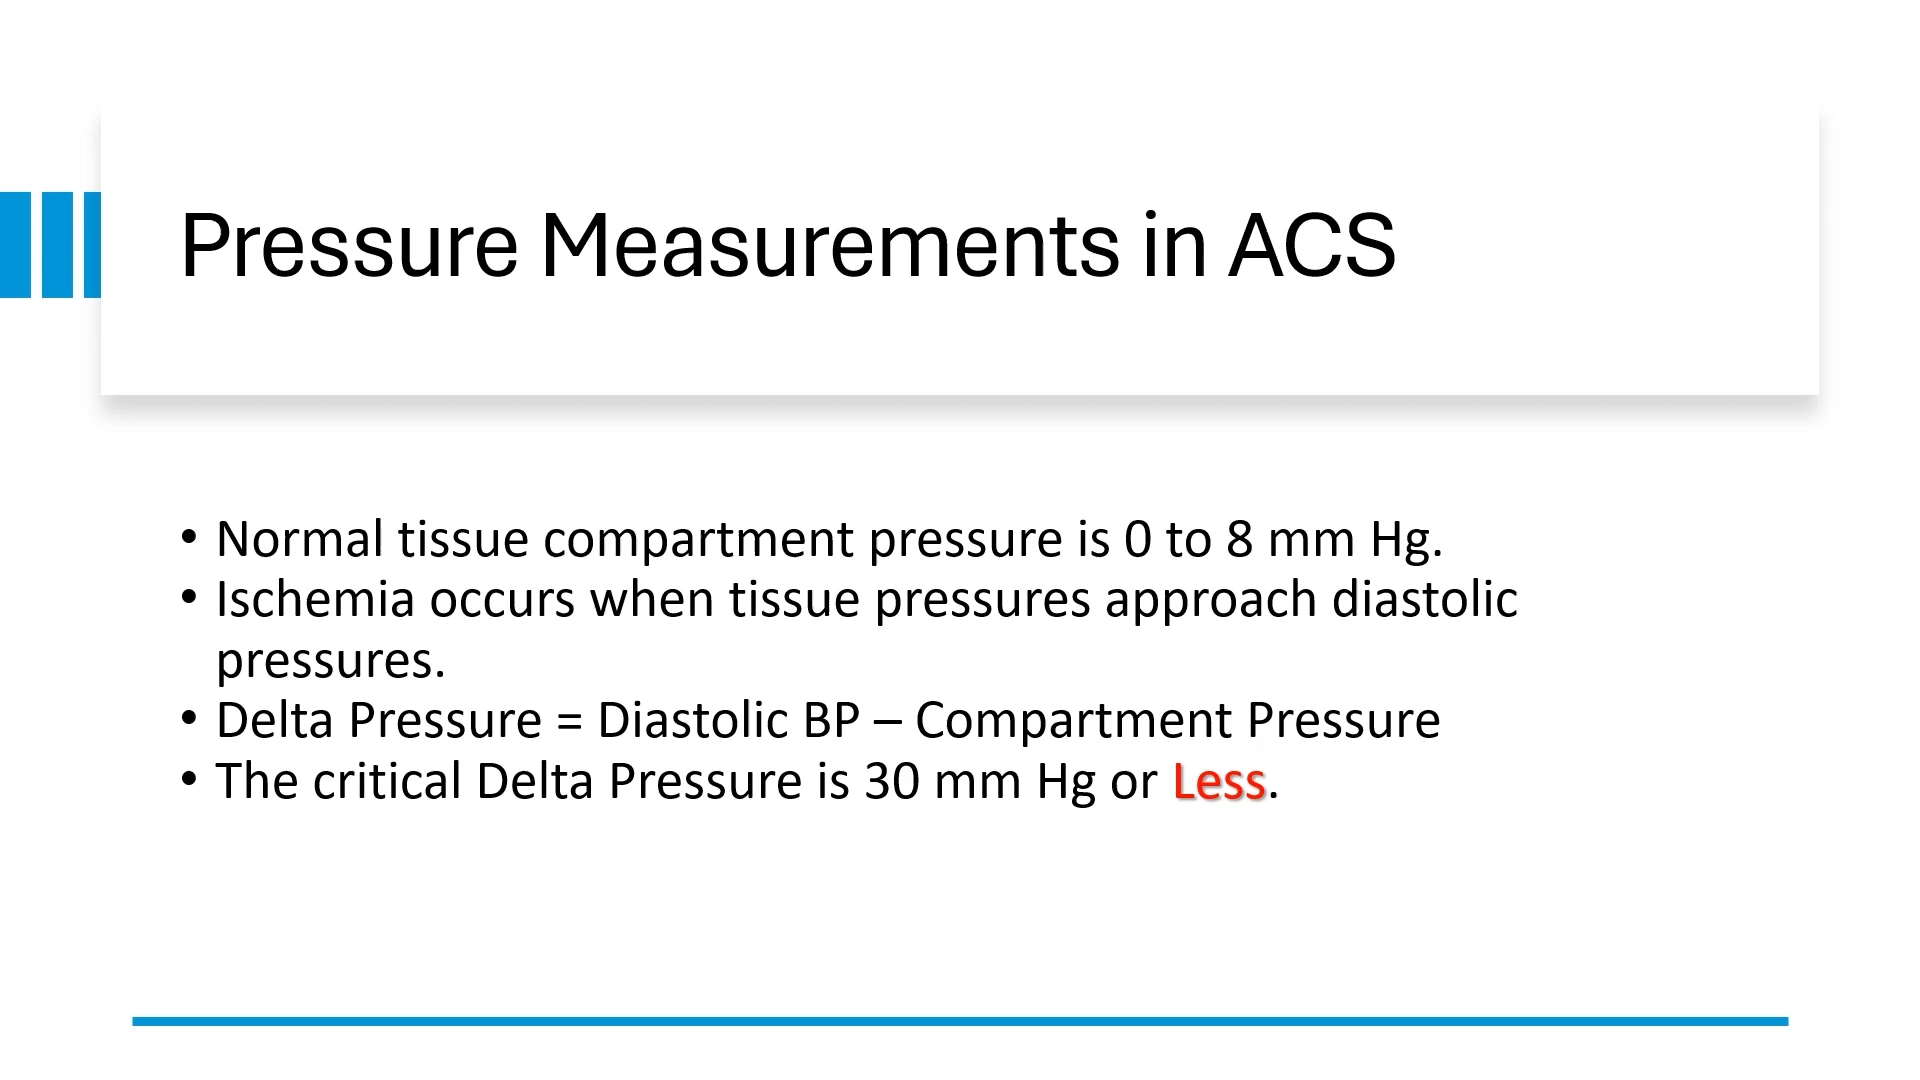 Pressure Measurements in ACS
• Normal tissue compartment pressure is 0 to 8 mm Hg.
• Ischemia occurs when tissue pressures approach diastolic
pressures.
• Delta Pressure = Diastolic BP – Compartment Pressure
• The critical Delta Pressure is 30 mm Hg or Less.